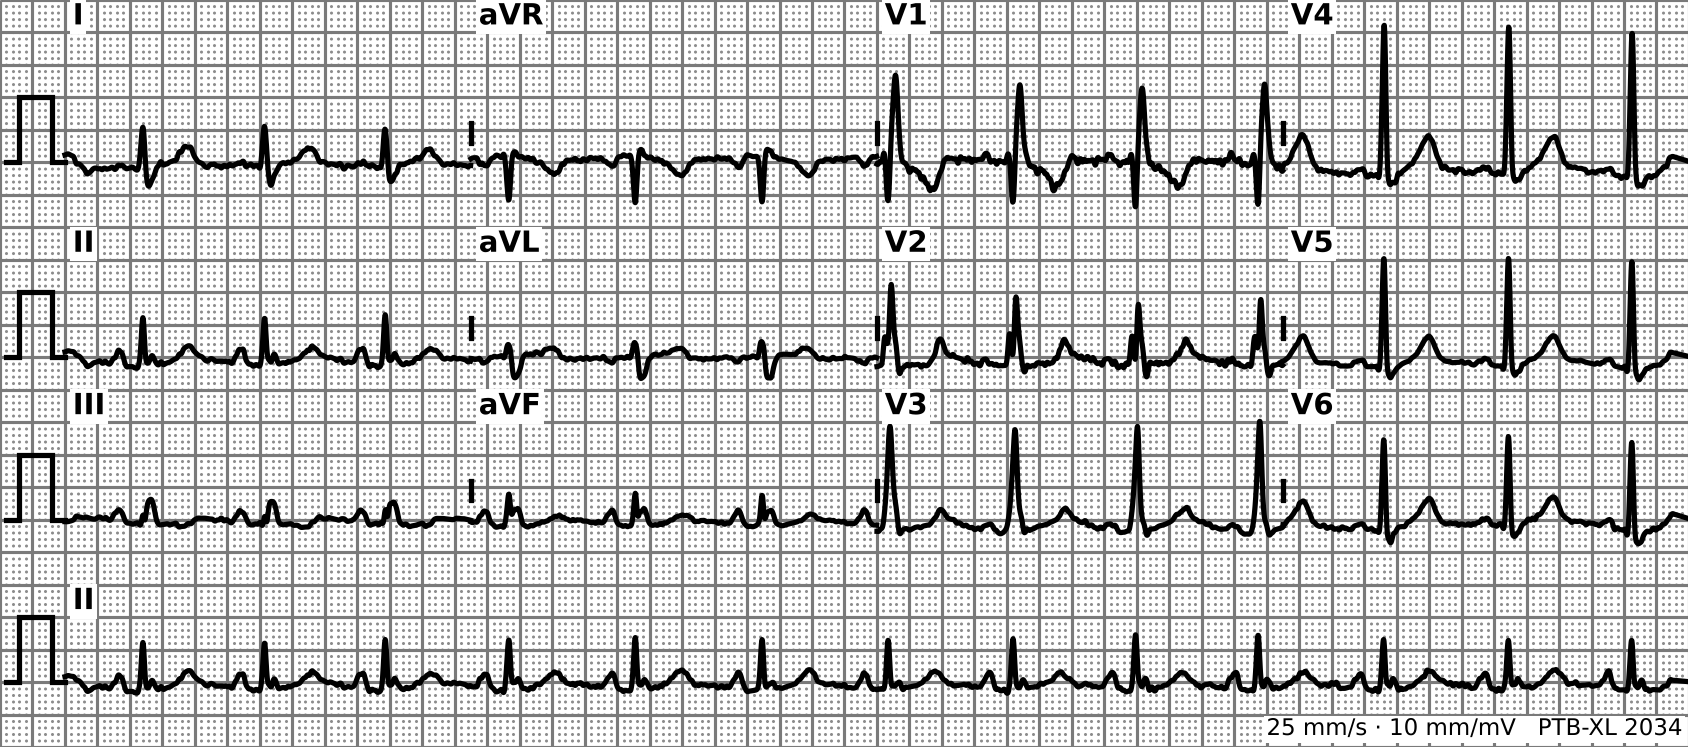 I aVR V1 V4
II aVL V2 V5
III aVF V3 V6
II
25 mm/s · 10 mm/mV PTB-XL 2034